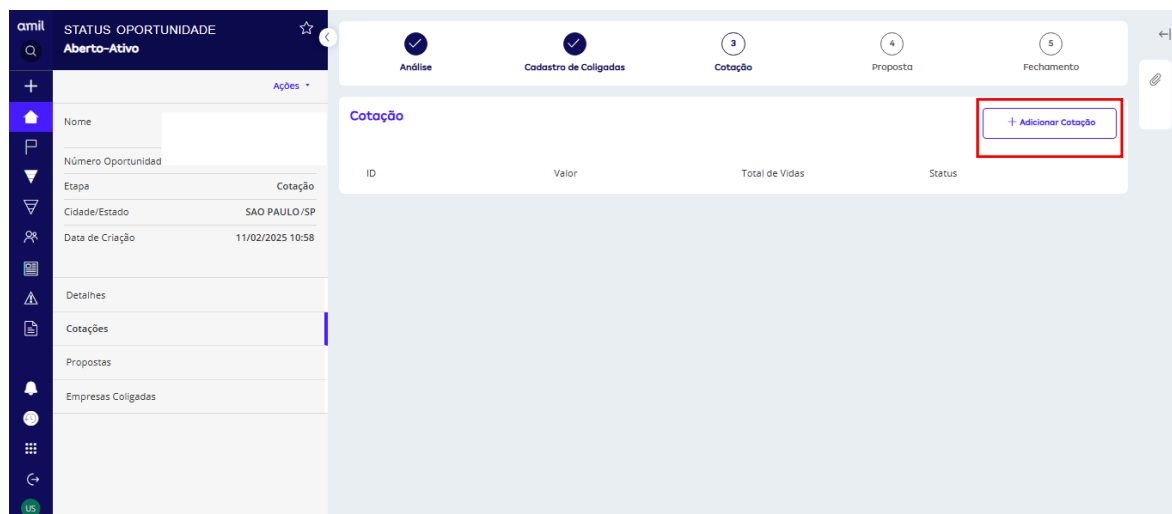 amil
STATUS OPORTUNIDADE
Aberto-Ativo
Ações
Nome
Número Oportunidad
Etapa Cotação
Cidade/Estado SAO PAULO/SP
Data de Criação 11/02/2025 10:58
Detalhes
Cotações
Propostas
Empresas Coligadas
US
Análise
Cadastro de Coligadas
3
Cotação
4
Proposta
5
Fechamento
Cotação
+ Adicionar Cotação
ID Valor Total de Vidas Status